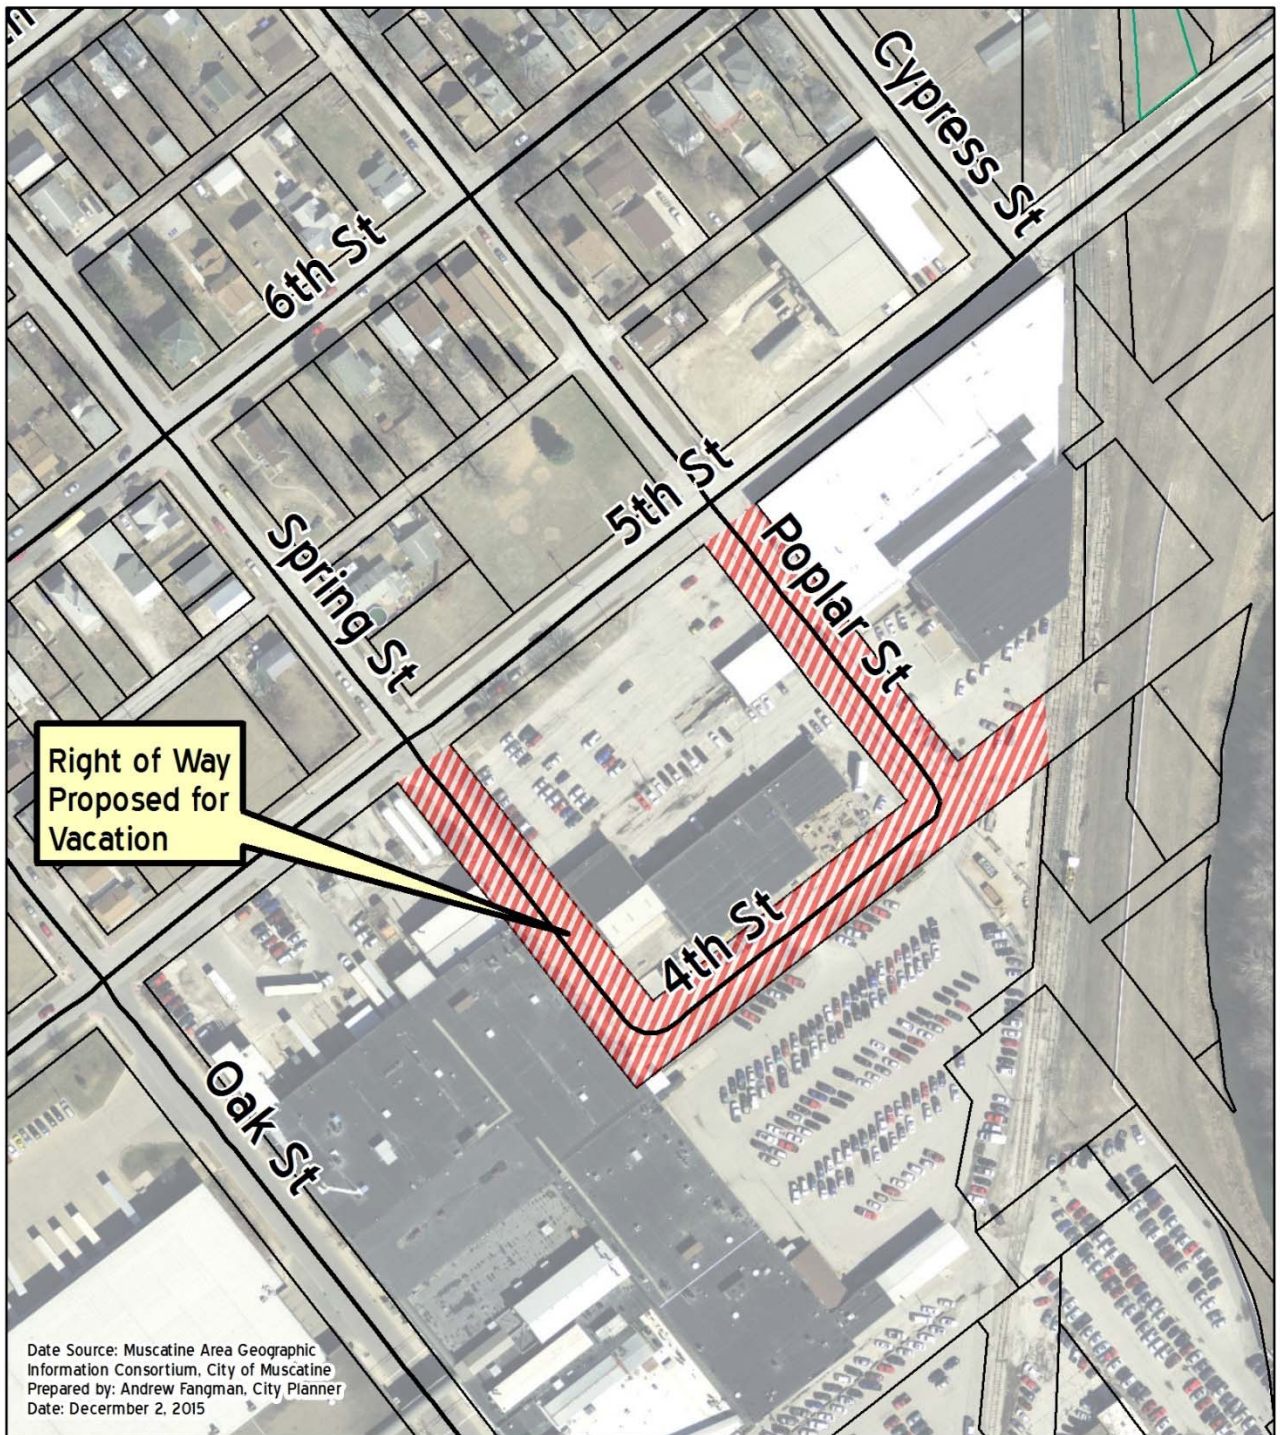 Cypress St
6th St
5th St
Spring St
Poplar St
Right of Way
Proposed for
Vacation
4th St
Oak St
Date Source: Muscatine Area Geographic
Information Consortium, City of Muscatine
Prepared by: Andrew Fangman, City Planner
Date: Decermber 2, 2015